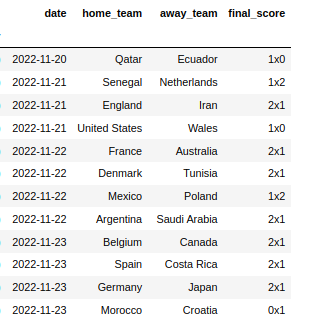 date home_team away_team final_score
2022-11-20 Qatar Ecuador 1x0
2022-11-21 Senegal Netherlands 1x2
2022-11-21 England Iran 2x1
2022-11-21 United States Wales 1x0
2022-11-22 France Australia 2x1
2022-11-22 Denmark Tunisia 2x1
2022-11-22 Mexico Poland 1x2
2022-11-22 Argentina Saudi Arabia 2x1
2022-11-23 Belgium Canada 2x1
2022-11-23 Spain Costa Rica 2x1
2022-11-23 Germany Japan 2x1
2022-11-23 Morocco Croatia 0x1